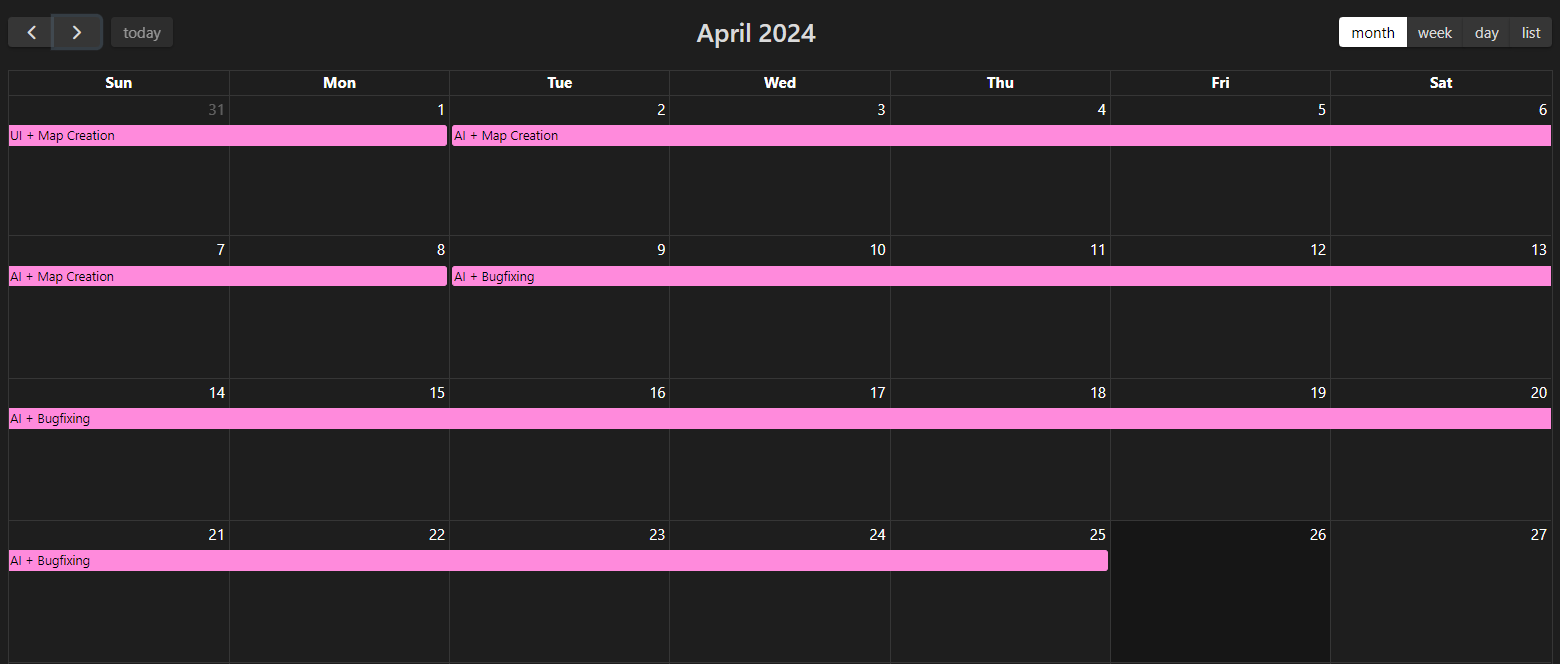 today April 2024 month week day list
Sun Mon Tue Wed Thu Fri Sat
31 1 2 3 4 5 6
UI + Map Creation AI + Map Creation
7 8 9 10 11 12 13
AI + Map Creation AI + Bugfixing
14 15 16 17 18 19 20
AI + Bugfixing
21 22 23 24 25 26 27
AI + Bugfixing